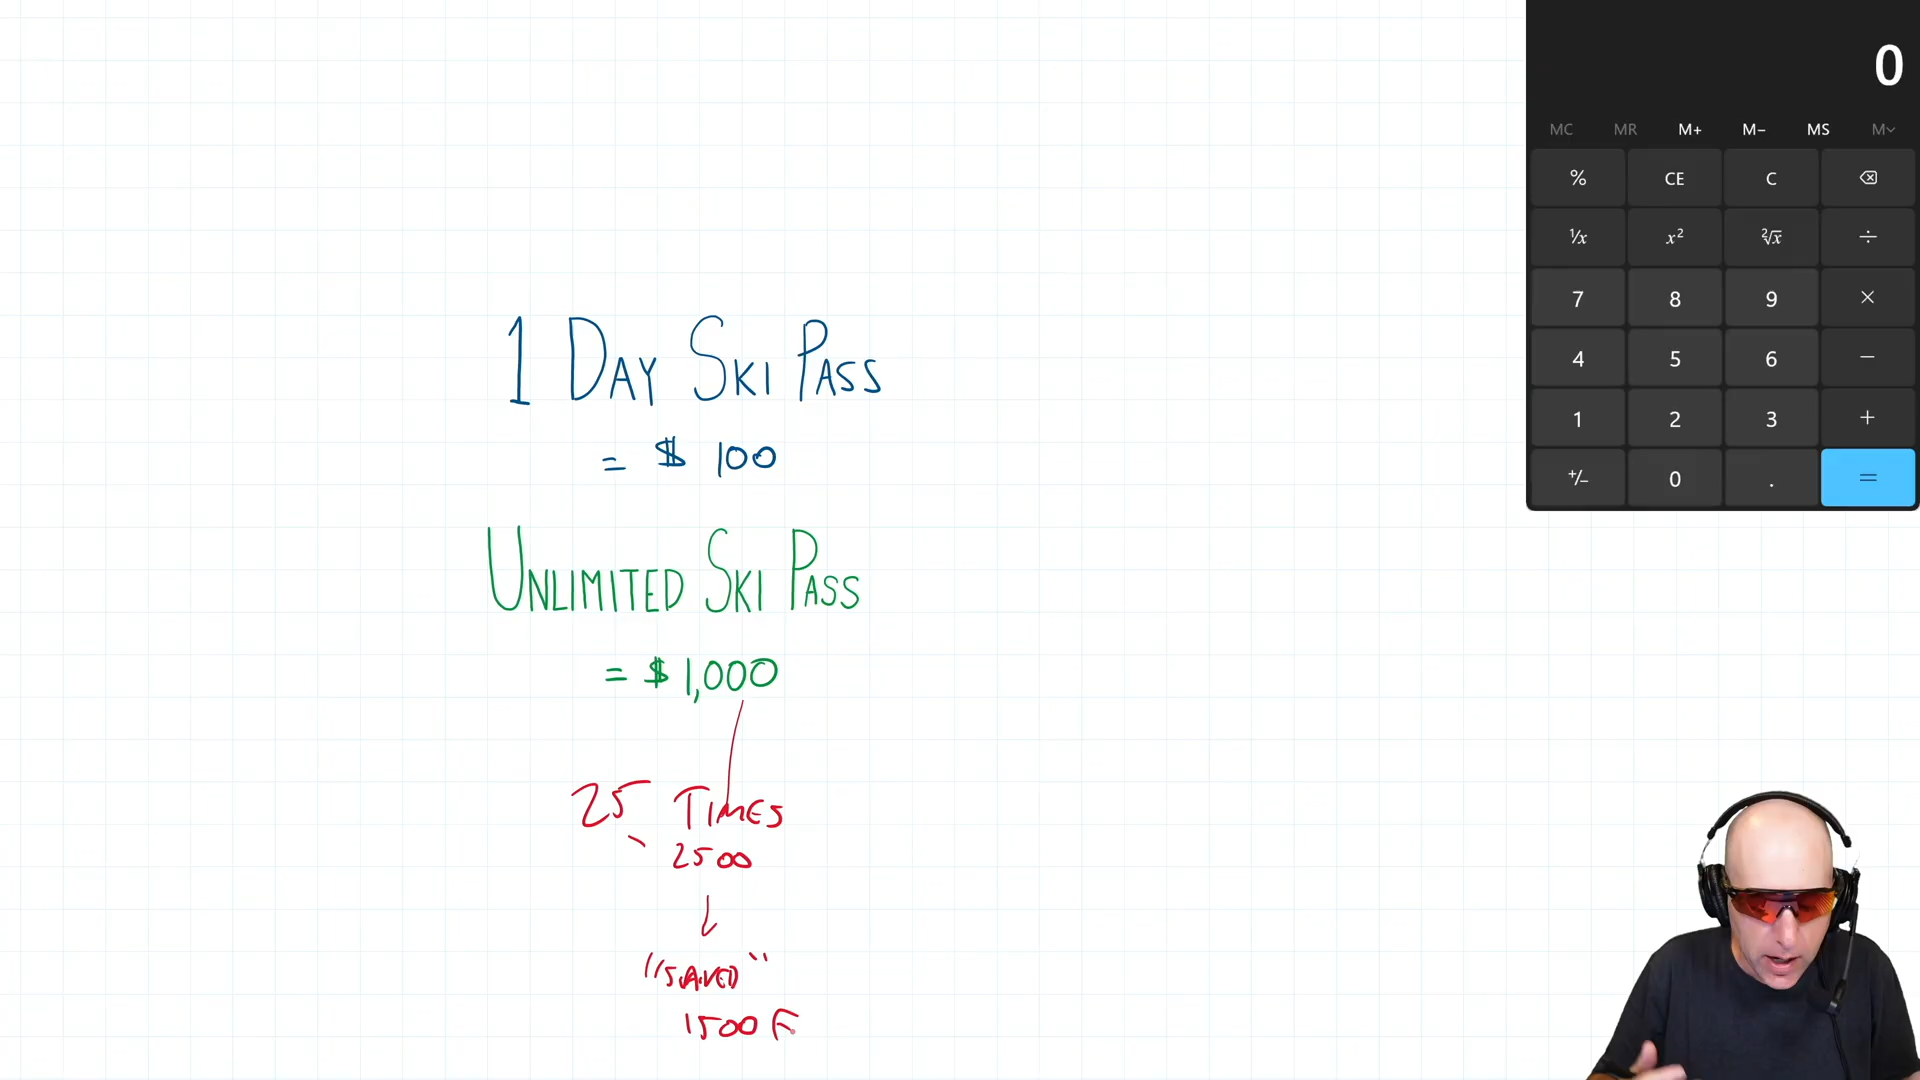 1 DAY SKI PASS
= $ 100
UNLIMITED SKI PASS
= $1,000
25 TIMES
2500
"SAVED"
1500 F
0
MC MR M+ M− MS M˅
% CE C
¹/x x² ²√x ÷
7 8 9 ×
4 5 6 −
1 2 3 +
+/− 0 . =